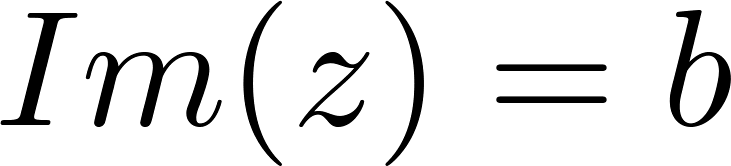 Im(z) = b